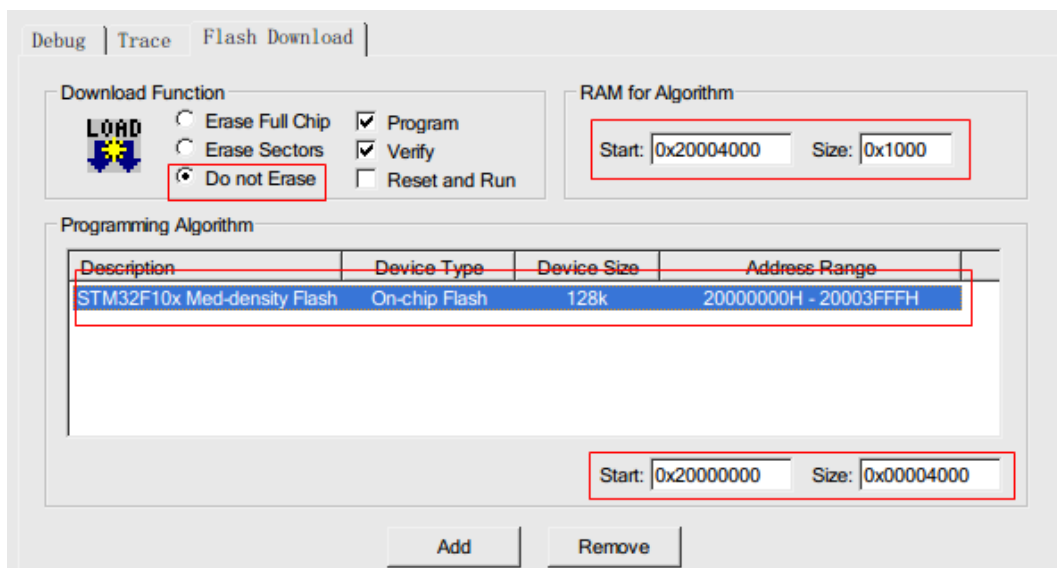 Debug Trace Flash Download
Download Function
LOAD
Erase Full Chip
Erase Sectors
Do not Erase
Program
Verify
Reset and Run
RAM for Algorithm
Start: 0x20004000 Size: 0x1000
Programming Algorithm
Description Device Type Device Size Address Range
STM32F10x Med-density Flash On-chip Flash 128k 20000000H - 20003FFFH
Start: 0x20000000 Size: 0x00004000
Add Remove